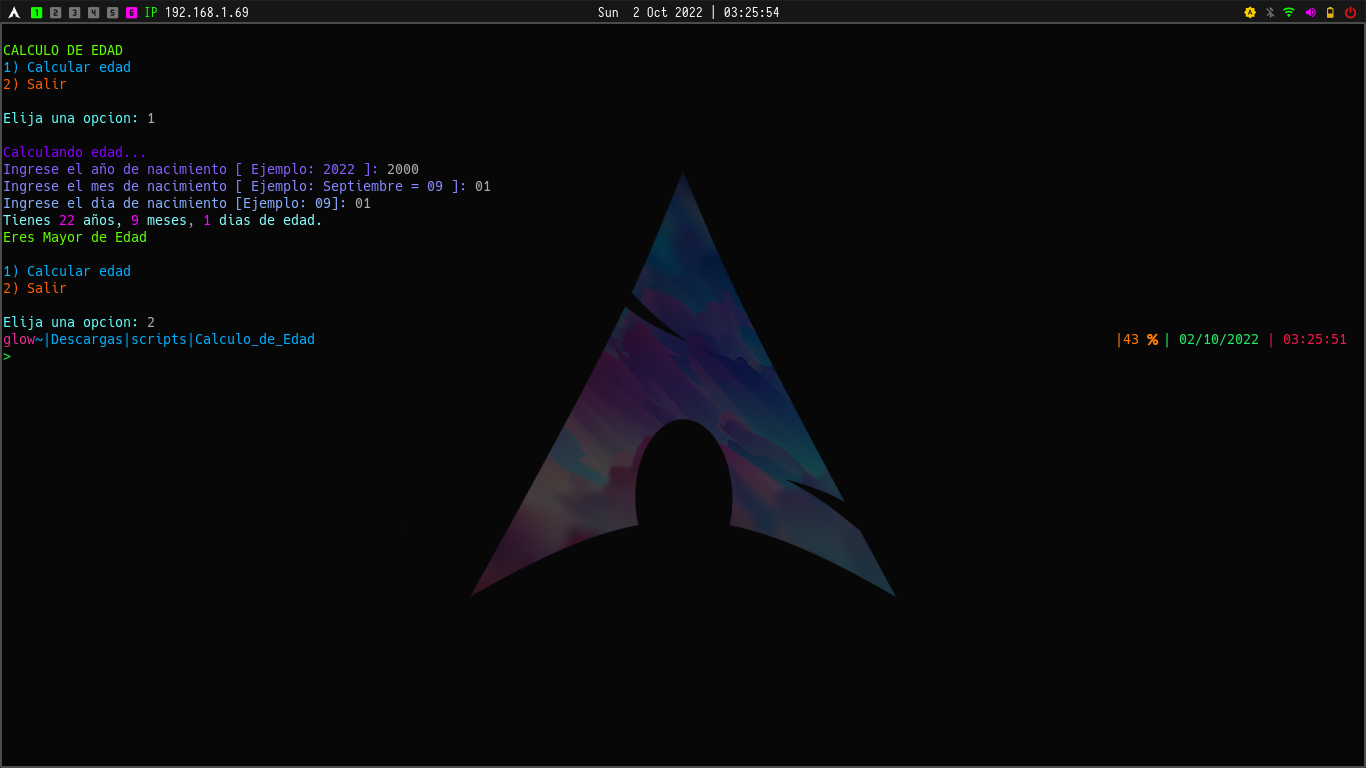 1 2 3 4 5 6 IP 192.168.1.69 Sun 2 Oct 2022 | 03:25:54
CALCULO DE EDAD
1) Calcular edad
2) Salir
Elija una opcion: 1
Calculando edad...
Ingrese el año de nacimiento [ Ejemplo: 2022 ]: 2000
Ingrese el mes de nacimiento [ Ejemplo: Septiembre = 09 ]: 01
Ingrese el dia de nacimiento [Ejemplo: 09]: 01
Tienes 22 años, 9 meses, 1 dias de edad.
Eres Mayor de Edad
1) Calcular edad
2) Salir
Elija una opcion: 2
glow~|Descargas|scripts|Calculo_de_Edad |43 % | 02/10/2022 | 03:25:51
>